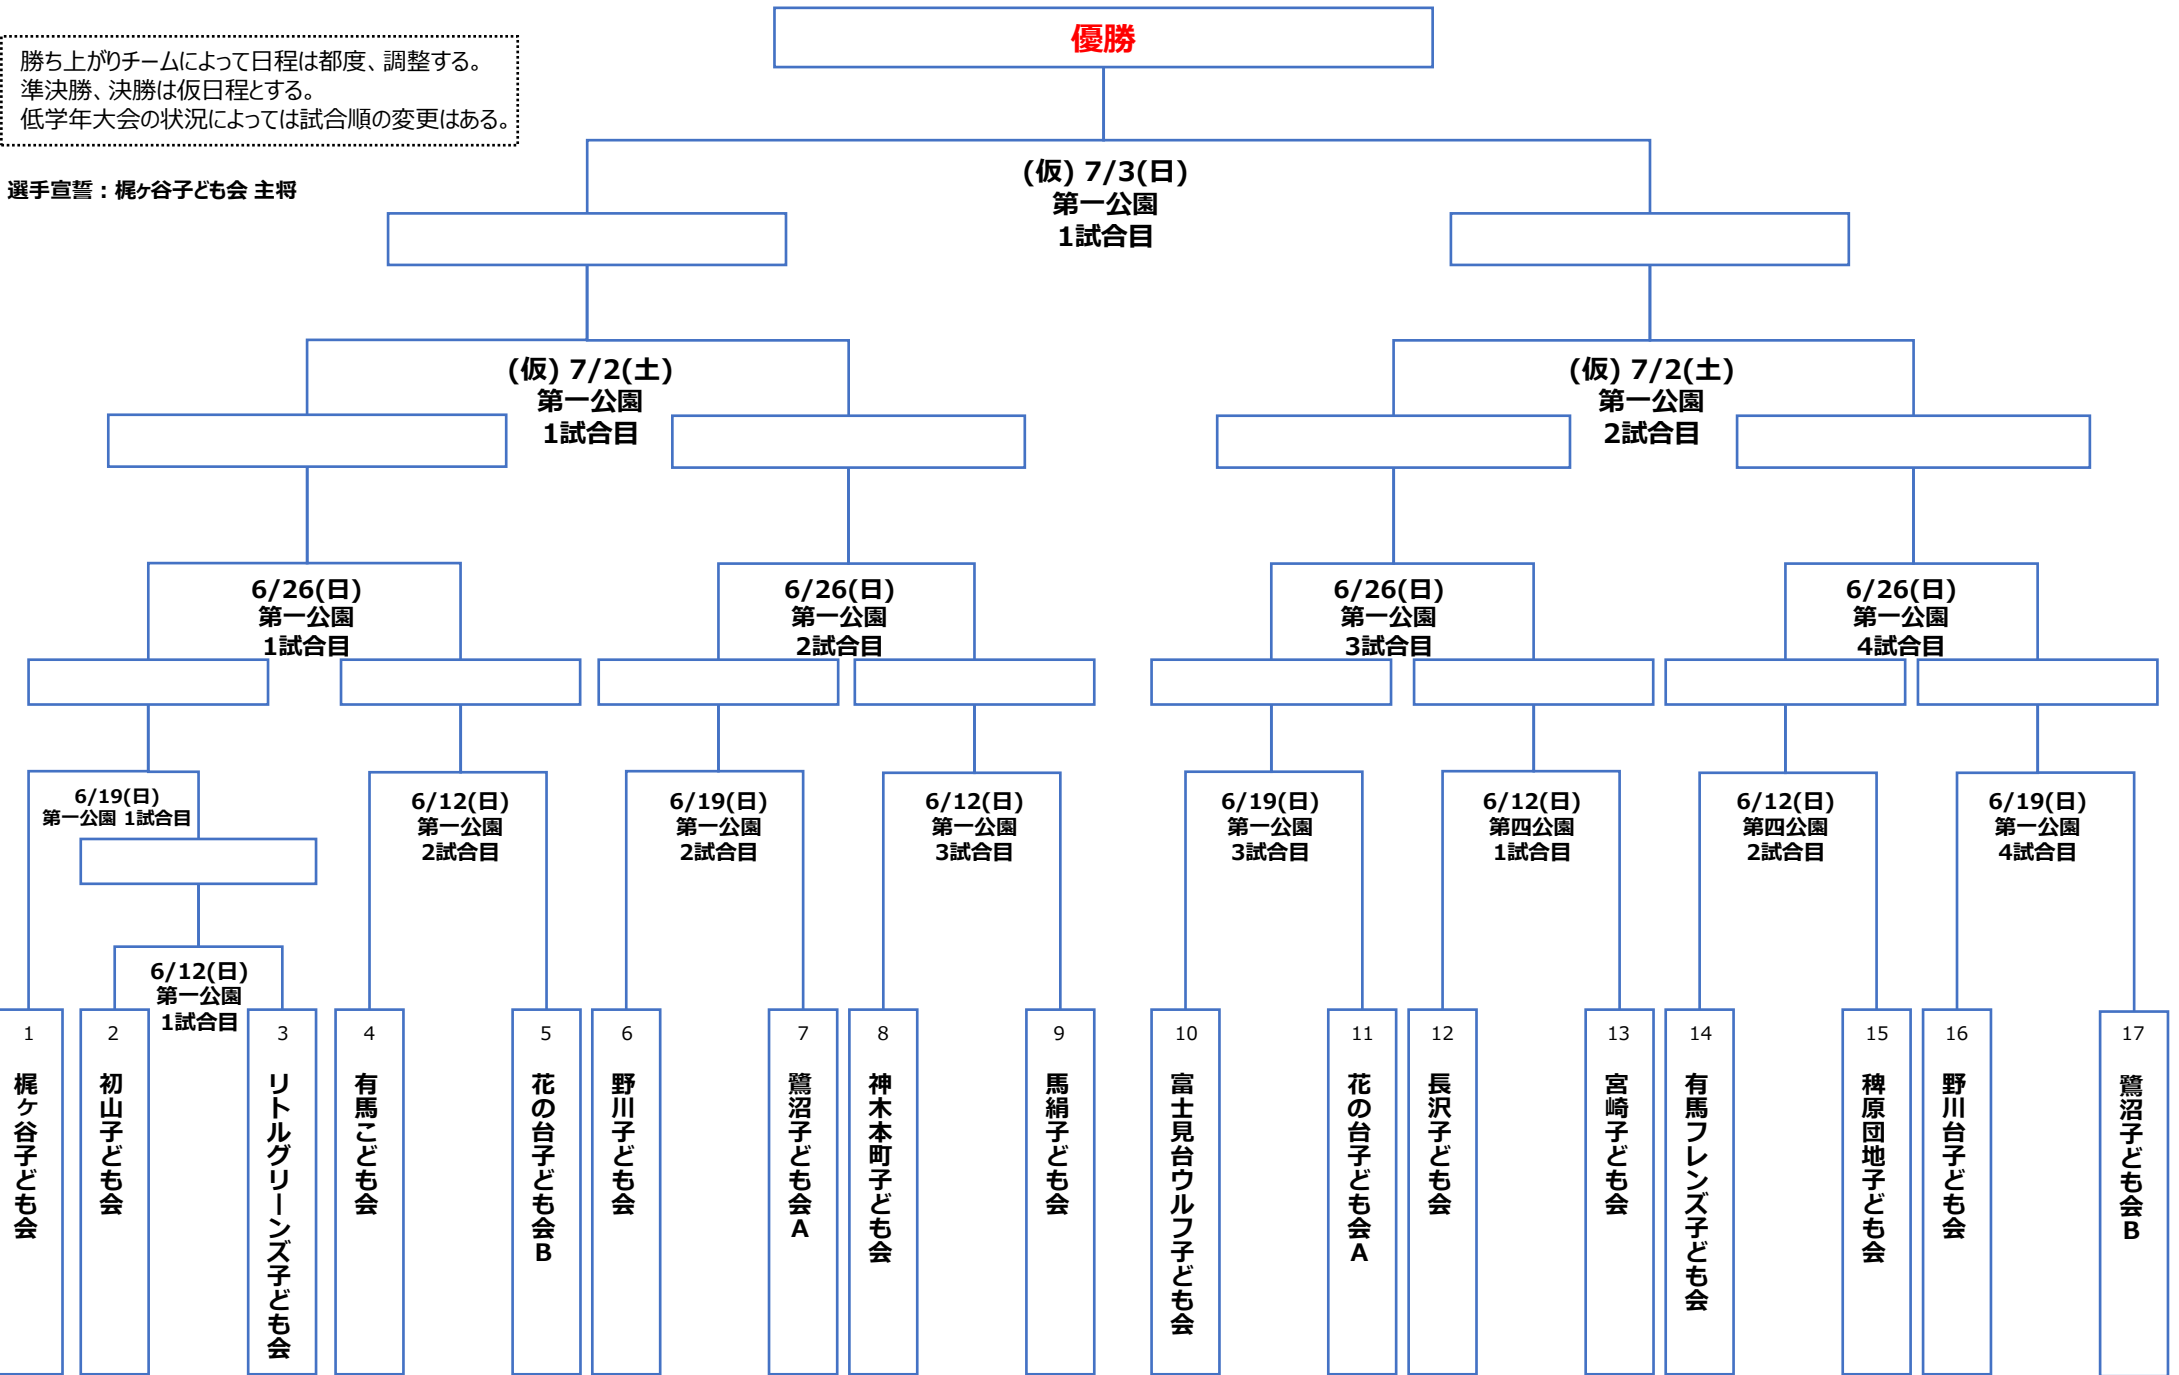 優勝
勝ち上がりチームによって日程は都度、調整する。
準決勝、決勝は仮日程とする。
低学年大会の状況によっては試合順の変更はある。
選手宣誓：梶ヶ谷子ども会 主将
(仮) 7/3(日)
第一公園
1試合目
(仮) 7/2(土)
第一公園
1試合目
(仮) 7/2(土)
第一公園
2試合目
6/26(日)
第一公園
1試合目
6/26(日)
第一公園
2試合目
6/26(日)
第一公園
3試合目
6/26(日)
第一公園
4試合目
6/19(日)
第一公園 1試合目
6/12(日)
第一公園
2試合目
6/19(日)
第一公園
2試合目
6/12(日)
第一公園
3試合目
6/19(日)
第一公園
3試合目
6/12(日)
第四公園
1試合目
6/12(日)
第四公園
2試合目
6/19(日)
第一公園
4試合目
6/12(日)
第一公園
1試合目
1
梶ヶ谷子ども会
2
初山子ども会
3
リトルグリーンズ子ども会
4
有馬こども会
5
花の台子ども会B
6
野川子ども会
7
鷺沼子ども会A
8
神木本町子ども会
9
馬絹子ども会
10
富士見台ウルフ子ども会
11
花の台子ども会A
12
長沢子ども会
13
宮崎子ども会
14
有馬フレンズ子ども会
15
稗原団地子ども会
16
野川台子ども会
17
鷺沼子ども会B